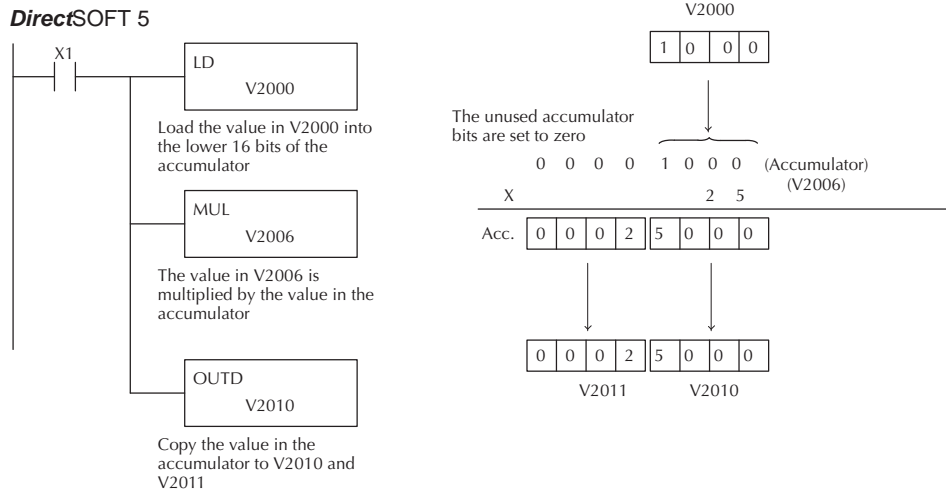 DirectSOFT 5
X1
LD
V2000
Load the value in V2000 into
the lower 16 bits of the
accumulator
MUL
V2006
The value in V2006 is
multiplied by the value in the
accumulator
OUTD
V2010
Copy the value in the
accumulator to V2010 and
V2011
V2000
1 0 0 0
The unused accumulator
bits are set to zero
0 0 0 0 1 0 0 0 (Accumulator)
(V2006)
X 2 5
Acc. 0 0 0 2 5 0 0 0
0 0 0 2 5 0 0 0
V2011 V2010